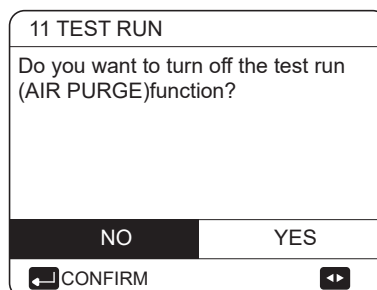 11 TEST RUN
Do you want to turn off the test run
(AIR PURGE)function?
NO YES
CONFIRM